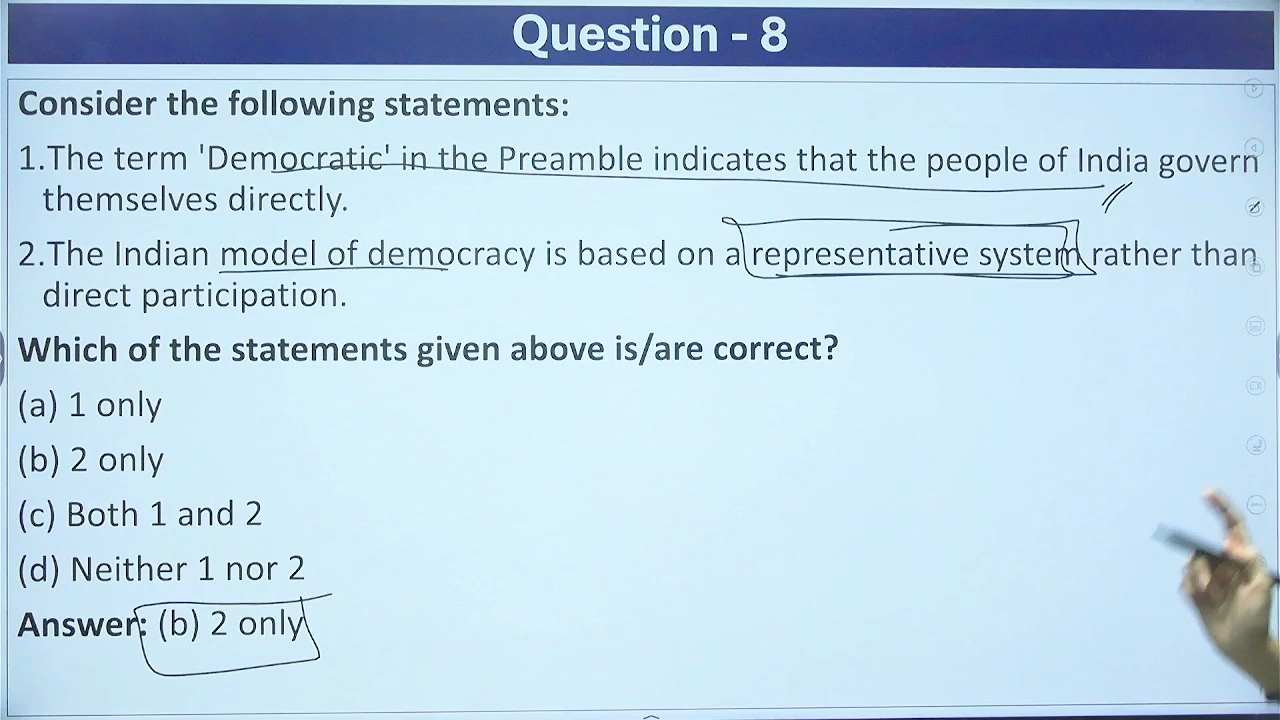 Question - 8
Consider the following statements:
1.The term 'Democratic' in the Preamble indicates that the people of India govern
themselves directly.
2.The Indian model of democracy is based on a representative system rather than
direct participation.
Which of the statements given above is/are correct?
(a) 1 only
(b) 2 only
(c) Both 1 and 2
(d) Neither 1 nor 2
Answer: (b) 2 only